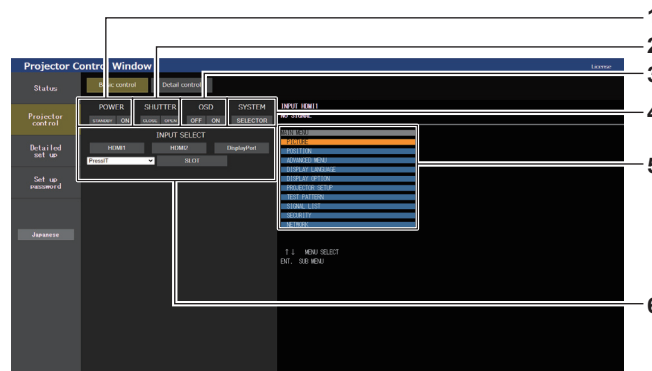 1
2
3
4
5
6
Projector Control Window
License
Status
Basic control
Detail control
Projector
control
Detailed
set up
Set up
password
Japanese
POWER
STANDBY ON
SHUTTER
CLOSE OPEN
OSD
OFF ON
SYSTEM
SELECTOR
INPUT SELECT
HDMI1 HDMI2 DisplayPort
PressIT SLOT
INPUT HDMI1
NO SIGNAL
MAIN MENU
PICTURE
POSITION
ADVANCED MENU
DISPLAY LANGUAGE
DISPLAY OPTION
PROJECTOR SETUP
TEST PATTERN
SIGNAL LIST
SECURITY
NETWORK
↑↓ MENU SELECT
ENT. SUB MENU